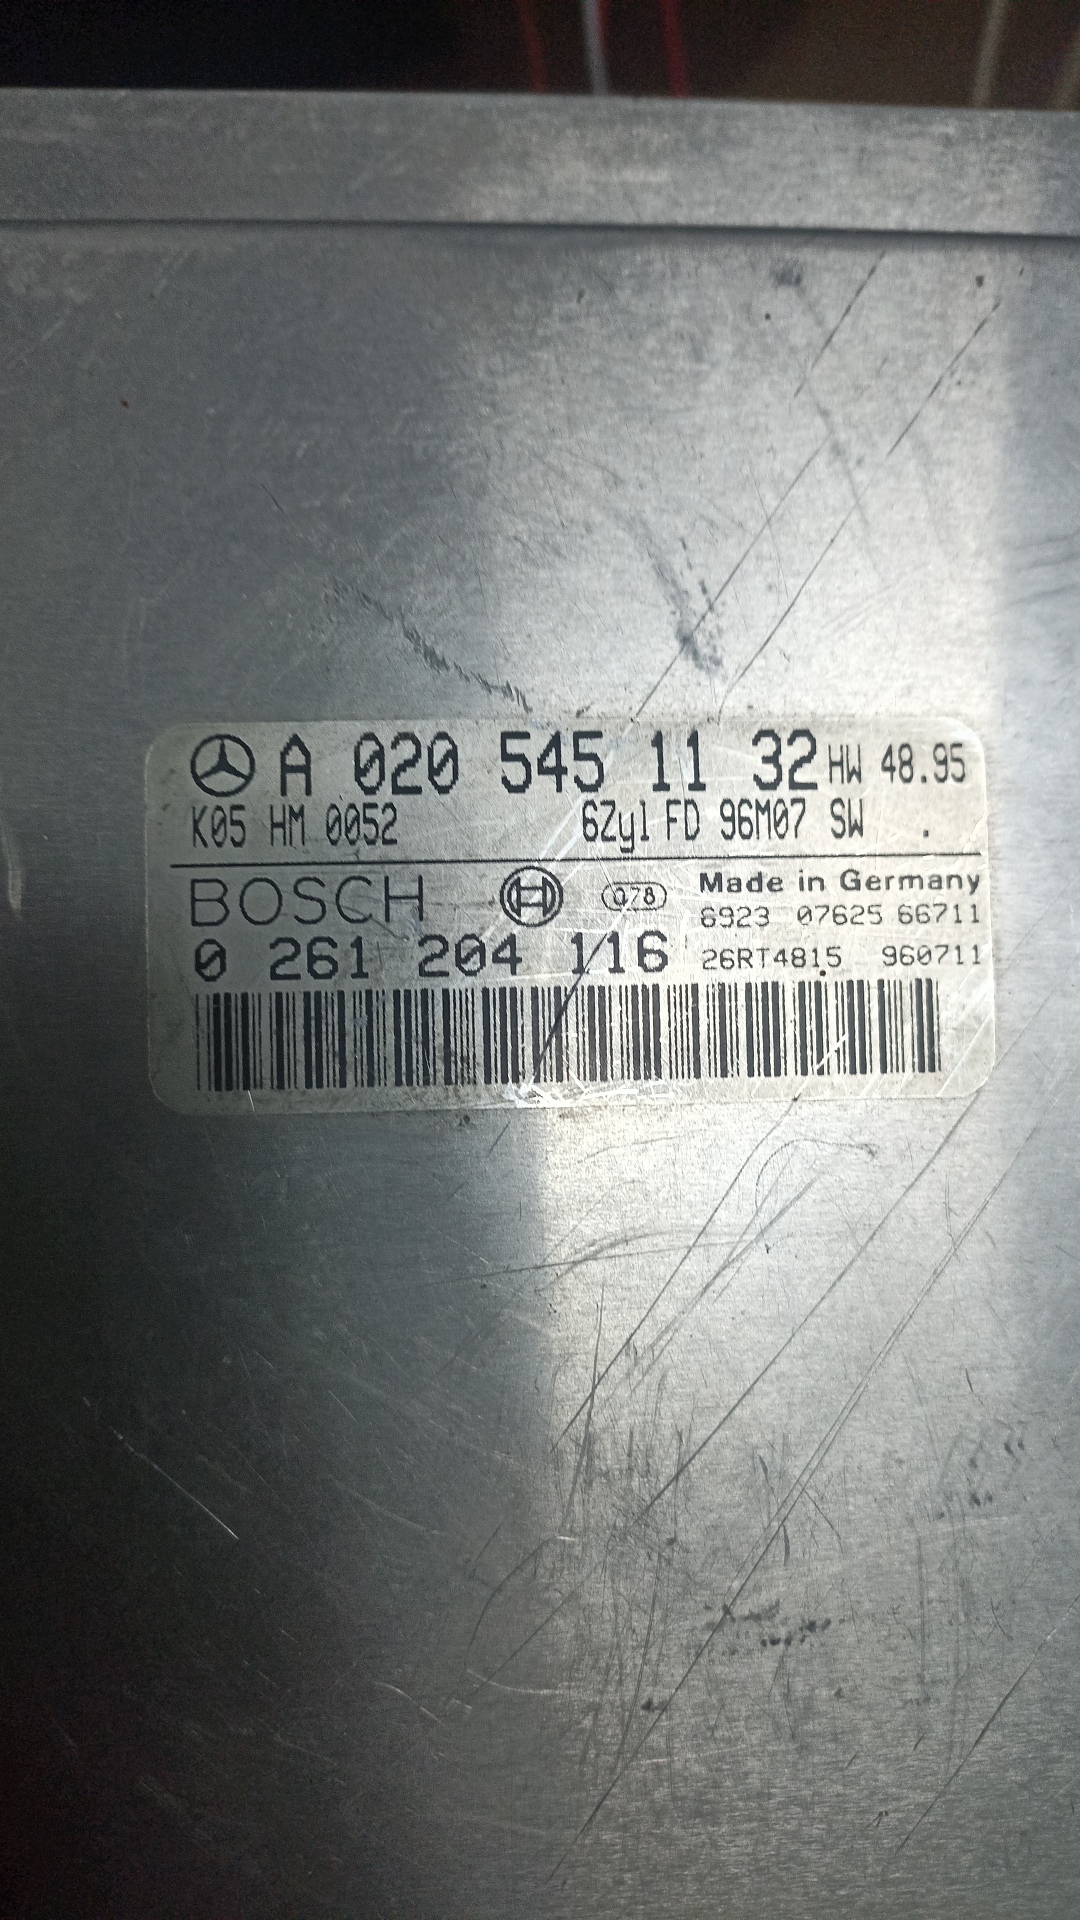 A 020 545 11 32 HW 48.95
K05 HM 0052 6Zyl FD 96M07 SW .
BOSCH Q78 Made in Germany
6923 07625 66711
0 261 204 116 26RT4815 960711